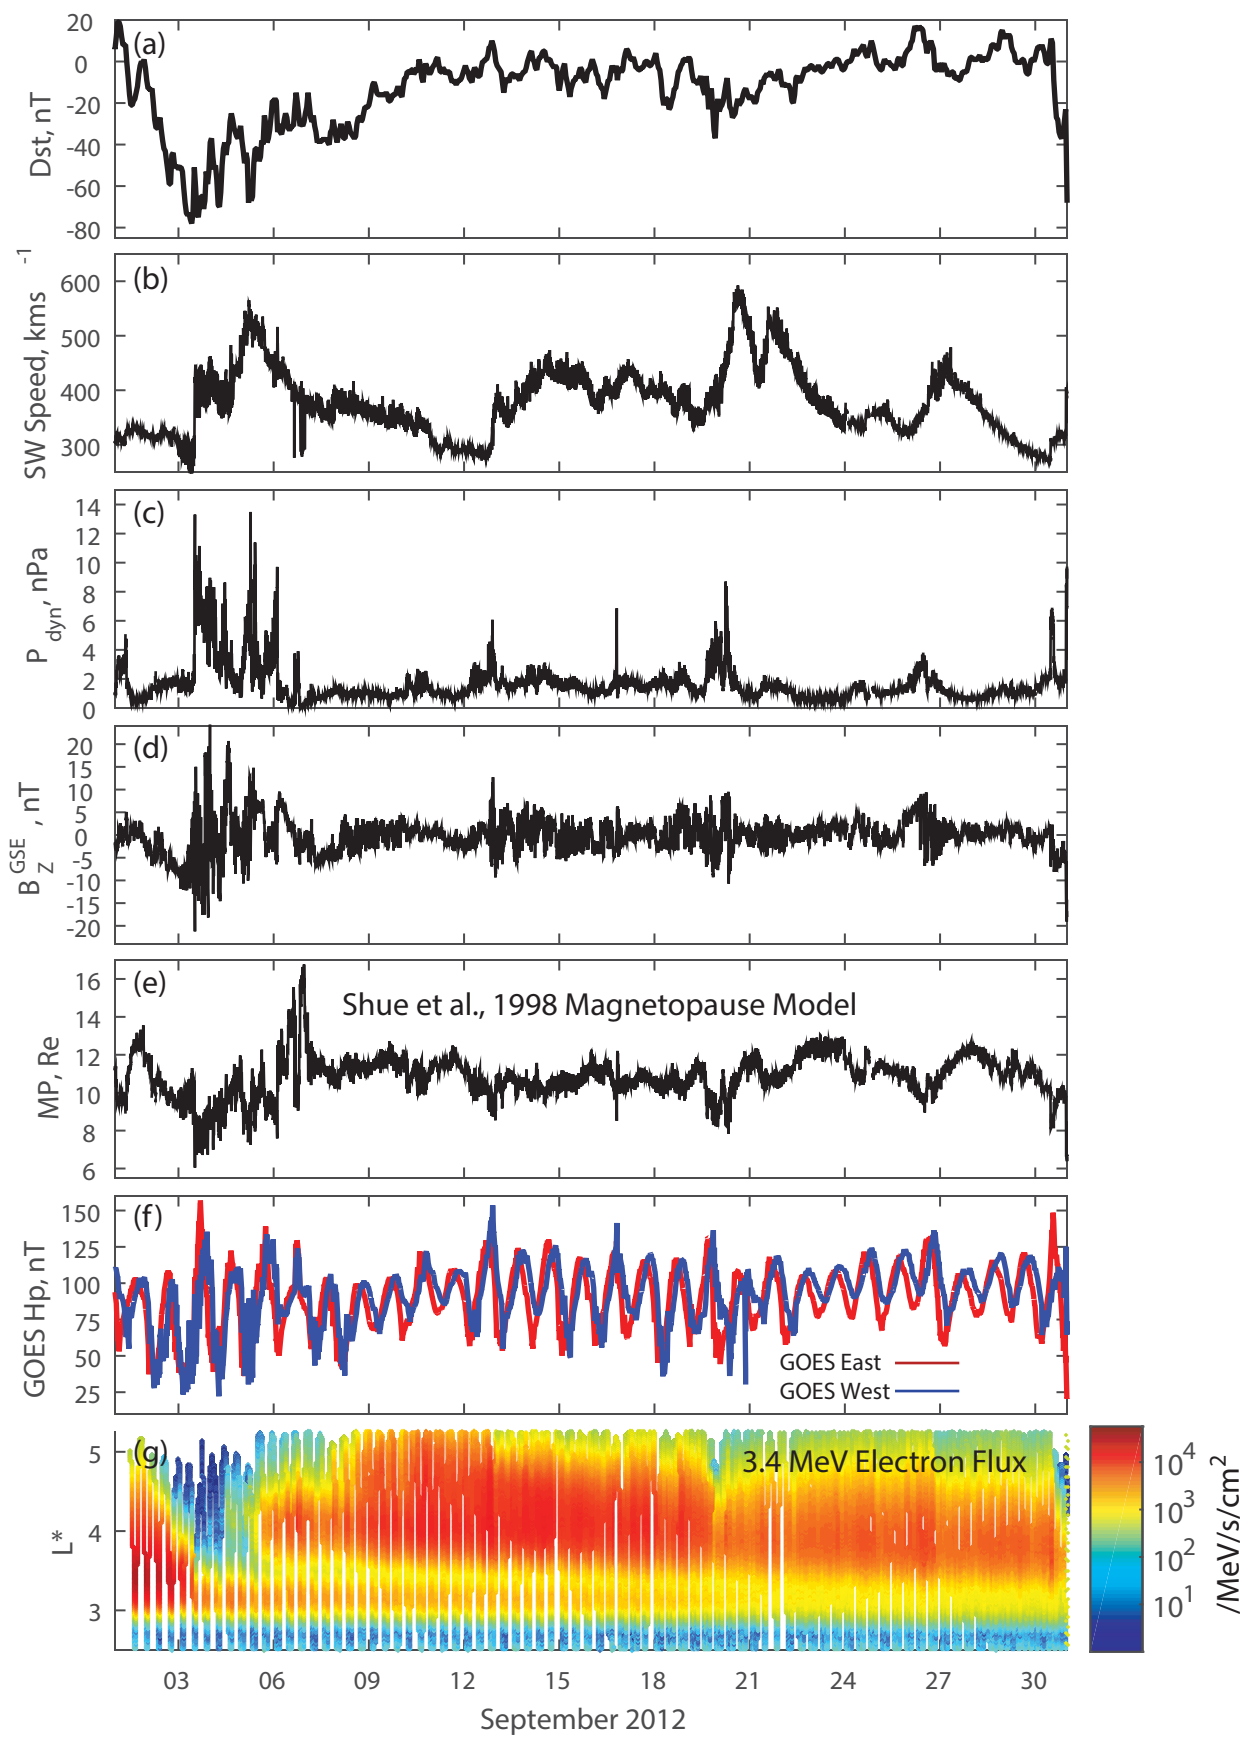 (a)
Dst, nT
20
0
-20
-40
-60
-80
(b)
SW Speed, kms -1
600
500
400
300
(c)
P dyn, nPa
14
12
10
8
6
4
2
0
(d)
B Z GSE , nT
20
15
10
5
0
-5
-10
-15
-20
(e)
Shue et al., 1998 Magnetopause Model
MP, Re
16
14
12
10
8
6
(f)
GOES Hp, nT
150
125
100
75
50
25
GOES East
GOES West
(g)
3.4 MeV Electron Flux
L*
5
4
3
10^4
10^3
10^2
10^1
/MeV/s/cm^2
03 06 09 12 15 18 21 24 27 30
September 2012